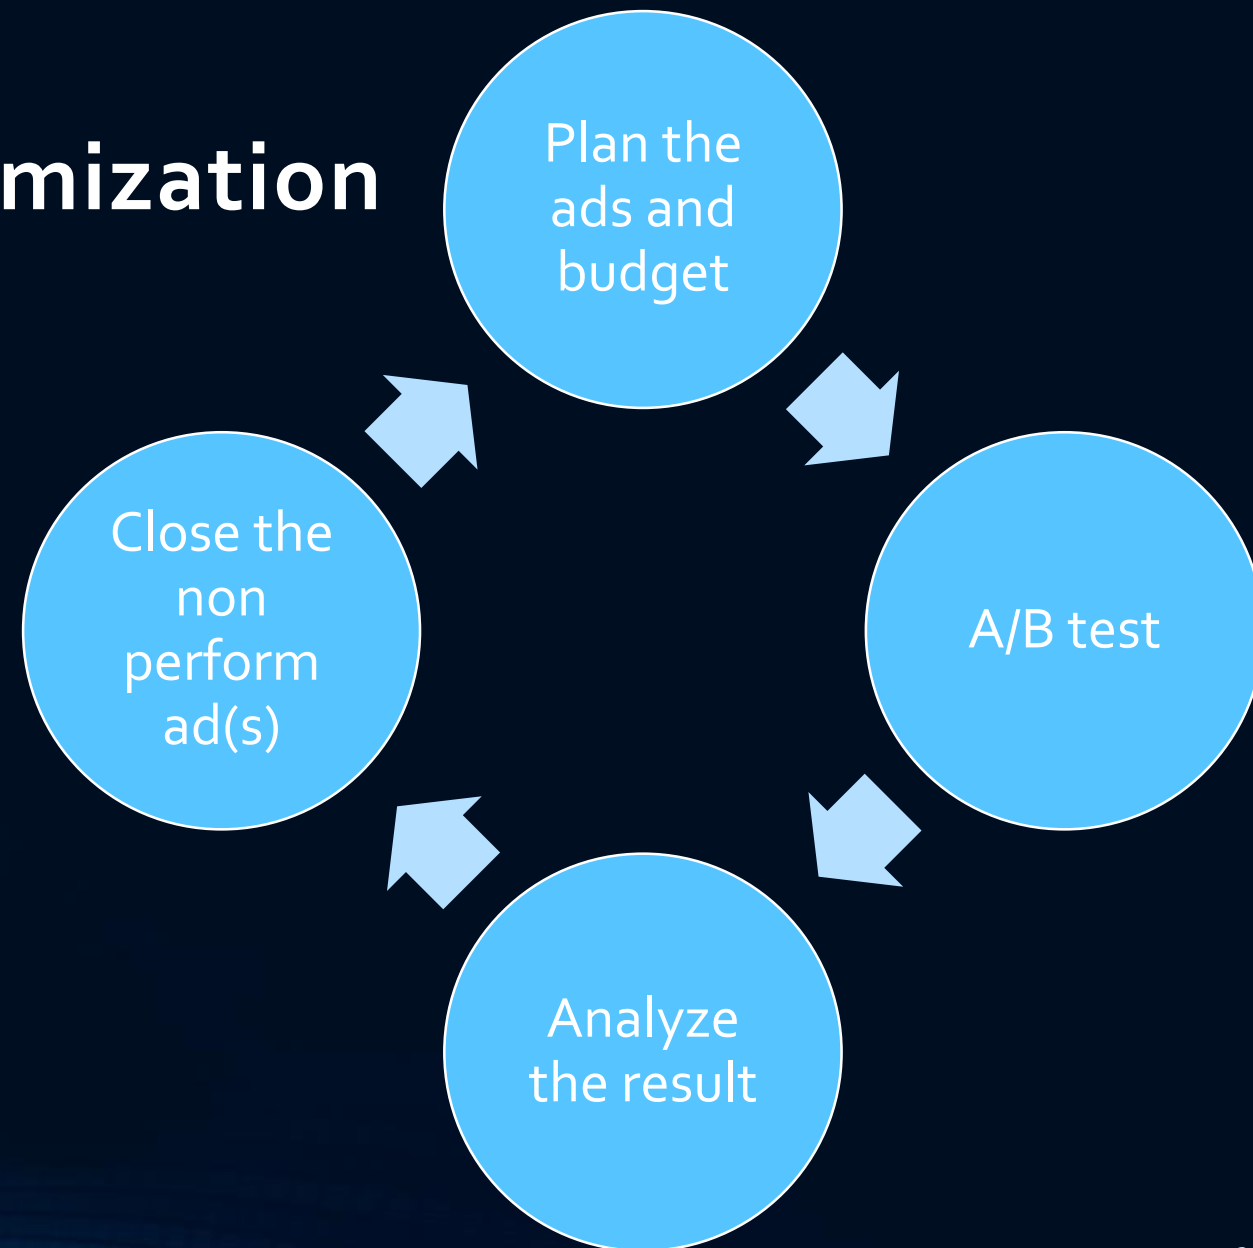 mization
Plan the
ads and
budget
A/B test
Analyze
the result
Close the
non
perform
ad(s)